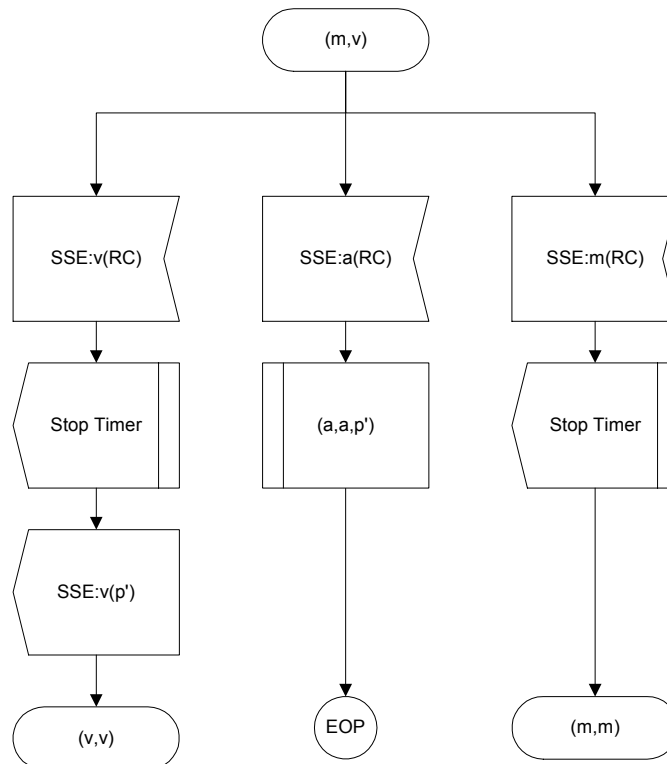 (m,v)
SSE:v(RC)
SSE:a(RC)
SSE:m(RC)
Stop Timer
(a,a,p')
Stop Timer
SSE:v(p')
(v,v)
EOP
(m,m)